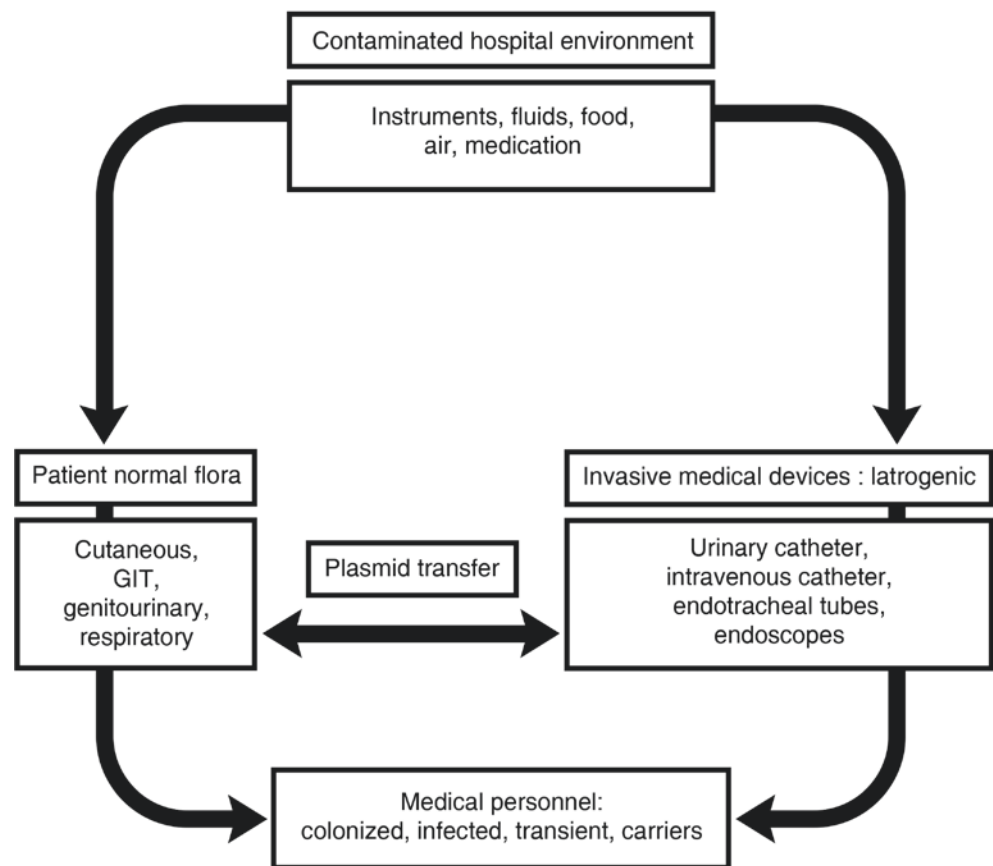 Contaminated hospital environment
Instruments, fluids, food,
air, medication
Patient normal flora
Cutaneous,
GIT,
genitourinary,
respiratory
Plasmid transfer
Invasive medical devices : Iatrogenic
Urinary catheter,
intravenous catheter,
endotracheal tubes,
endoscopes
Medical personnel:
colonized, infected, transient, carriers